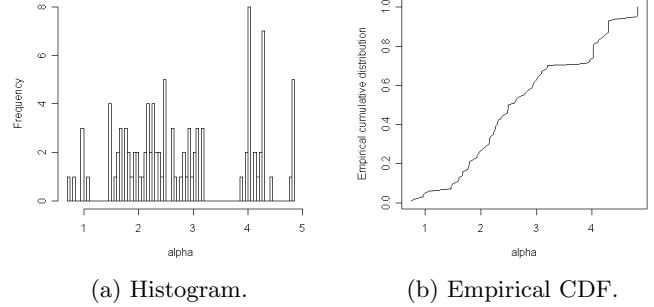 8
6
4
2
0
Frequency
1 2 3 4 5
alpha
(a) Histogram.
1.0
0.8
0.6
0.4
0.2
0.0
Empirical cumulative distribution
1 2 3 4
alpha
(b) Empirical CDF.